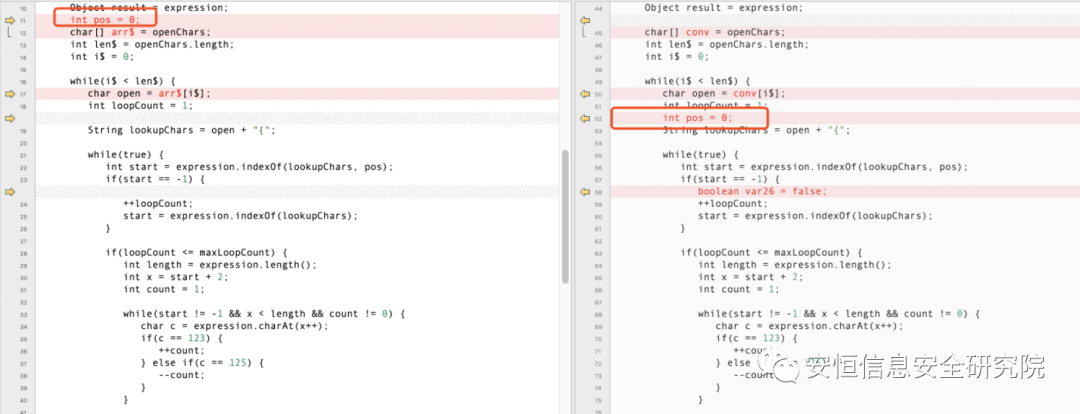 10 Object result = expression;
11 int pos = 0;
12 char[] arr$ = openChars;
13 int len$ = openChars.length;
14 int i$ = 0;
15
16 while(i$ < len$) {
17 char open = arr$[i$];
18 int loopCount = 1;
19 String lookupChars = open + "{";
20
21 while(true) {
22 int start = expression.indexOf(lookupChars, pos);
23 if(start == -1) {
24 ++loopCount;
25 start = expression.indexOf(lookupChars);
26 }
27
28 if(loopCount <= maxLoopCount) {
29 int length = expression.length();
30 int x = start + 2;
31 int count = 1;
32
33 while(start != -1 && x < length && count != 0) {
34 char c = expression.charAt(x++);
35 if(c == 123) {
36 ++count;
37 } else if(c == 125) {
38 --count;
39 }
40 }
41
44 Object result = expression;
45 char[] conv = openChars;
46 int len$ = openChars.length;
47 int i$ = 0;
48
49 while(i$ < len$) {
50 char open = conv[i$];
51 int loopCount = 1;
52 int pos = 0;
53 String lookupChars = open + "{";
54
55 while(true) {
56 int start = expression.indexOf(lookupChars, pos);
57 if(start == -1) {
58 boolean var26 = false;
59 ++loopCount;
60 start = expression.indexOf(lookupChars);
61 }
62
63 if(loopCount <= maxLoopCount) {
64 int length = expression.length();
65 int x = start + 2;
66 int count = 1;
67
68 while(start != -1 && x < length && count != 0) {
69 char c = expression.charAt(x++);
70 if(c == 123) {
71 ++count
72 } else if(
73 --count
74 }
75 }
安恒信息安全研究院